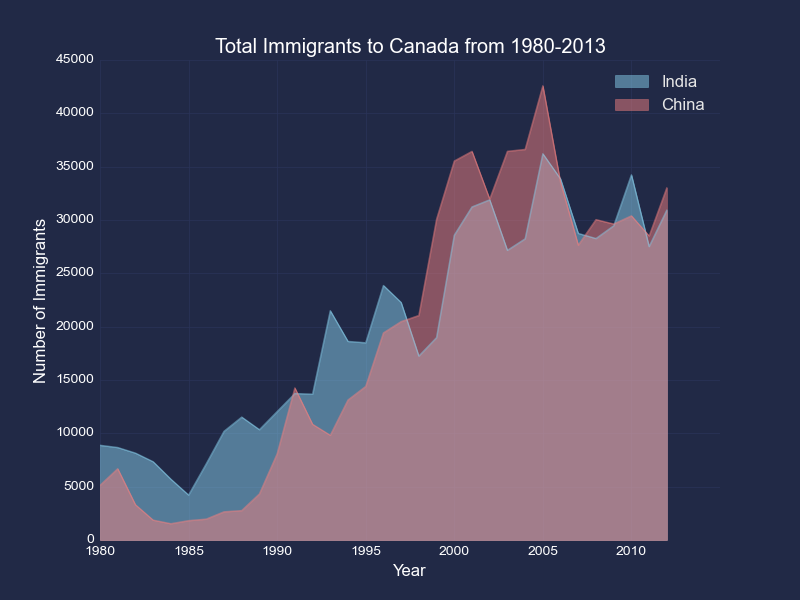 Total Immigrants to Canada from 1980-2013
India
China
45000
40000
35000
30000
25000
20000
15000
10000
5000
0
Number of Immigrants
1980 1985 1990 1995 2000 2005 2010
Year